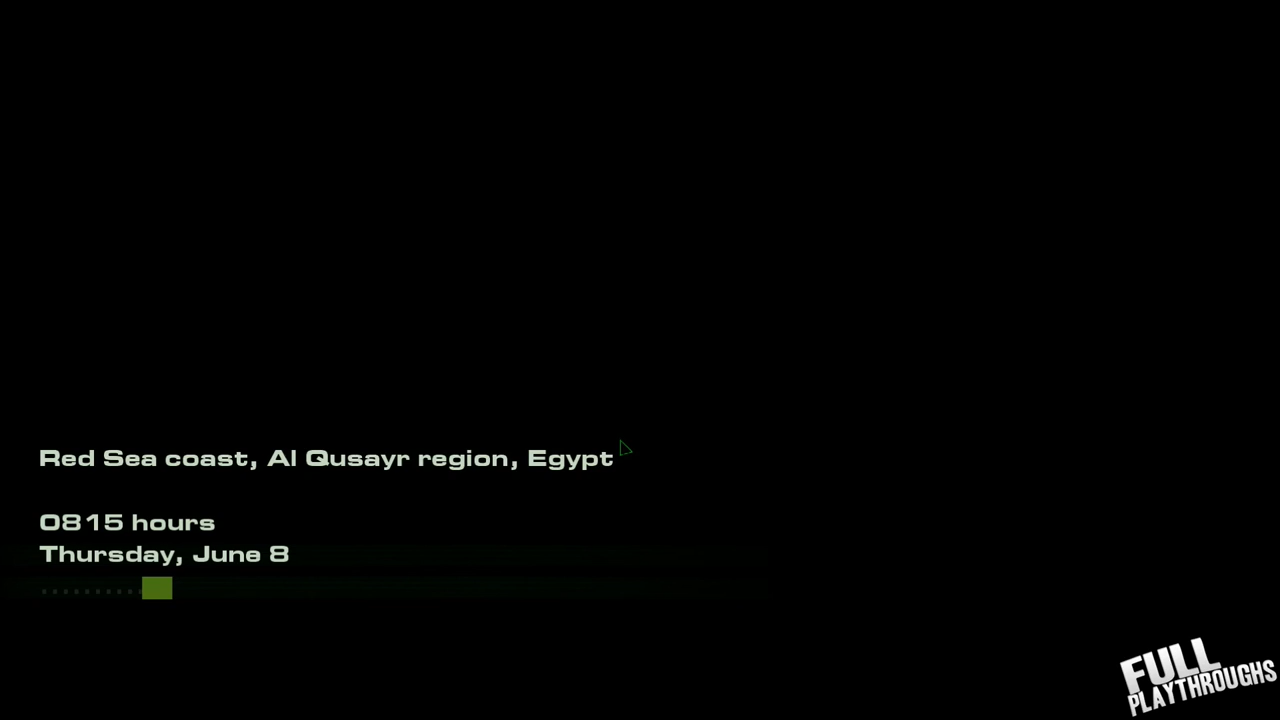 Red Sea coast, Al Qusayr region, Egypt
0815 hours
Thursday, June 8
..........
FULL
PLAYTHROUGHS